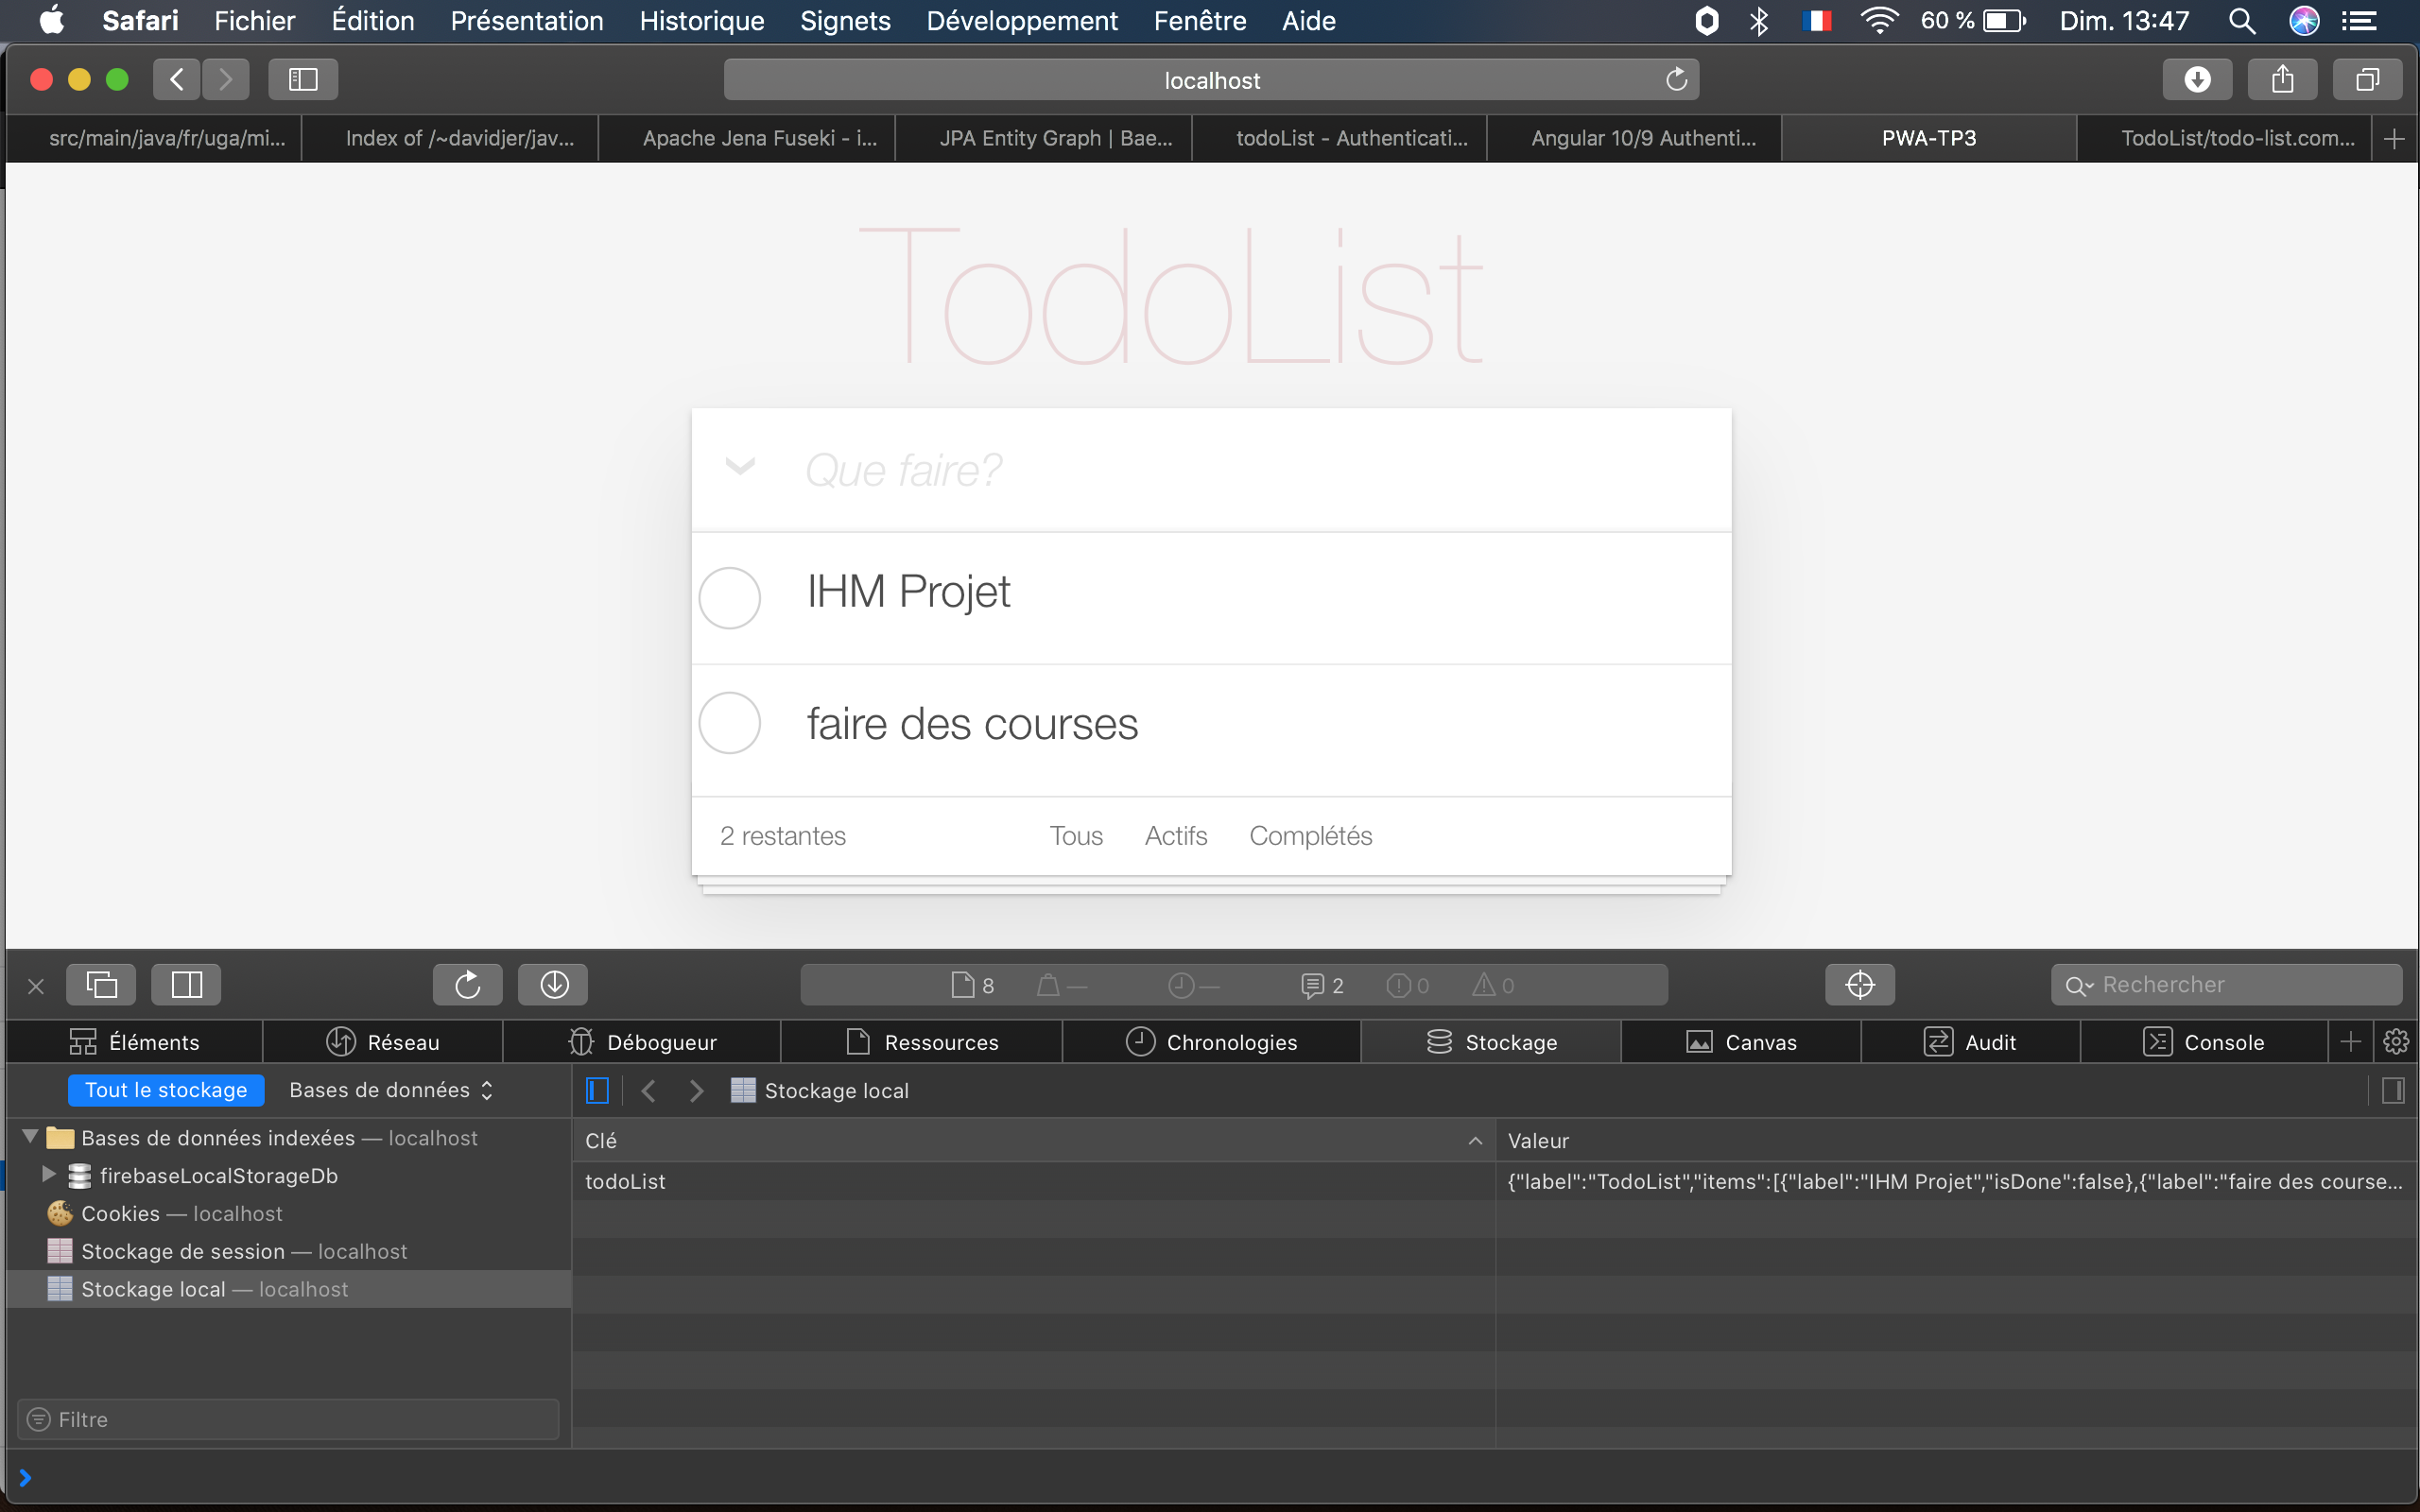 Safari Fichier Édition Présentation Historique Signets Développement Fenêtre Aide 60 % Dim. 13:47
localhost
src/main/java/fr/uga/mi... Index of /~davidjer/jav... Apache Jena Fuseki - i... JPA Entity Graph | Bae... todoList - Authenticati... Angular 10/9 Authenti... PWA-TP3 TodoList/todo-list.com...
TodoList
Que faire?
IHM Projet
faire des courses
2 restantes Tous Actifs Complétés
8 — — 2 0 0 Rechercher
Éléments Réseau Débogueur Ressources Chronologies Stockage Canvas Audit Console
Tout le stockage Bases de données Stockage local
Bases de données indexées — localhost
firebaseLocalStorageDb
Cookies — localhost
Stockage de session — localhost
Stockage local — localhost
Filtre
Clé Valeur
todoList {"label":"TodoList","items":[{"label":"IHM Projet","isDone":false},{"label":"faire des course...